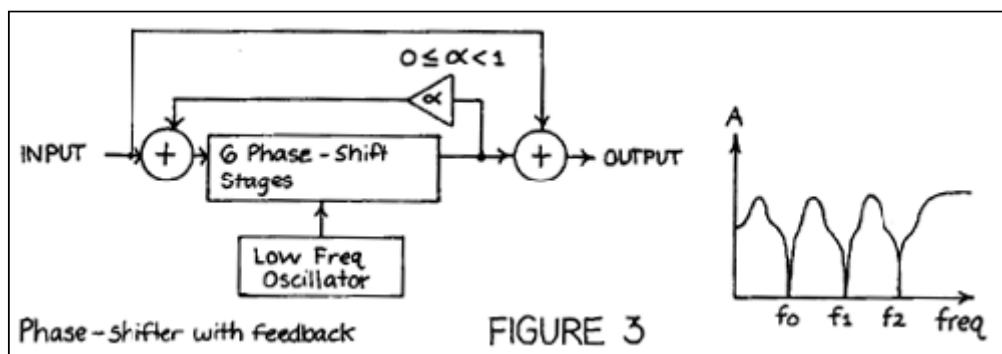 0 ≤ α < 1
α
INPUT
+
6 Phase-Shift
Stages
+
OUTPUT
Low Freq
Oscillator
A
f0 f1 f2 freq
Phase-shifter with feedback
FIGURE 3